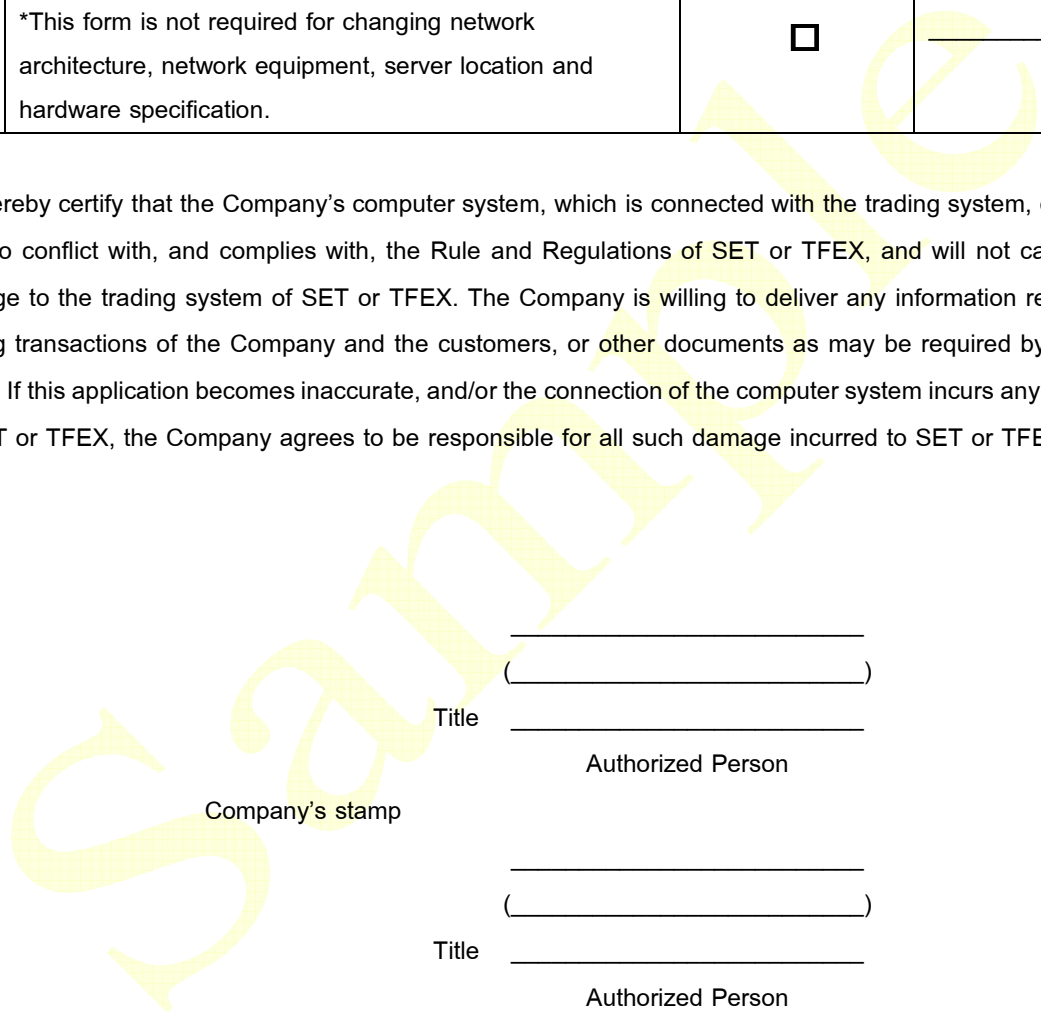 *This form is not required for changing network
architecture, network equipment, server location and
hardware specification.
ereby certify that the Company's computer system, which is connected with the trading system,
o conflict with, and complies with, the Rule and Regulations of SET or TFEX, and will not ca
ge to the trading system of SET or TFEX. The Company is willing to deliver any information re
g transactions of the Company and the customers, or other documents as may be required by
If this application becomes inaccurate, and/or the connection of the computer system incurs any
T or TFEX, the Company agrees to be responsible for all such damage incurred to SET or TFE
(__________________________)
Title
Authorized Person
Company's stamp
(__________________________)
Title
Authorized Person
Sample